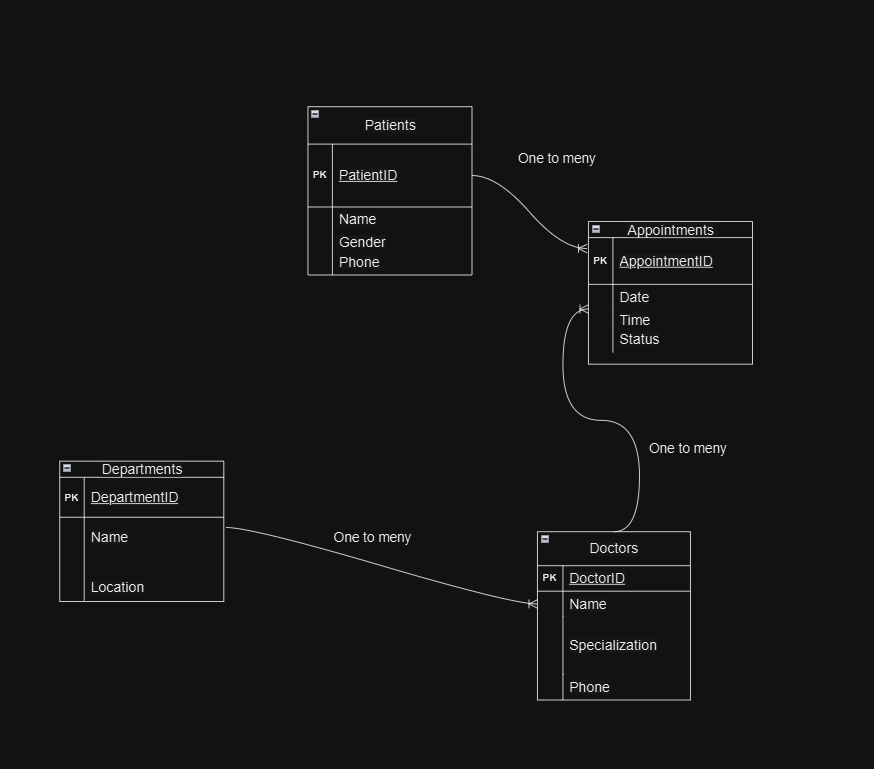 Patients
PK PatientID
Name
Gender
Phone
One to meny
Appointments
PK AppointmentID
Date
Time
Status
One to meny
Departments
PK DepartmentID
Name
Location
One to meny
Doctors
PK DoctorID
Name
Specialization
Phone